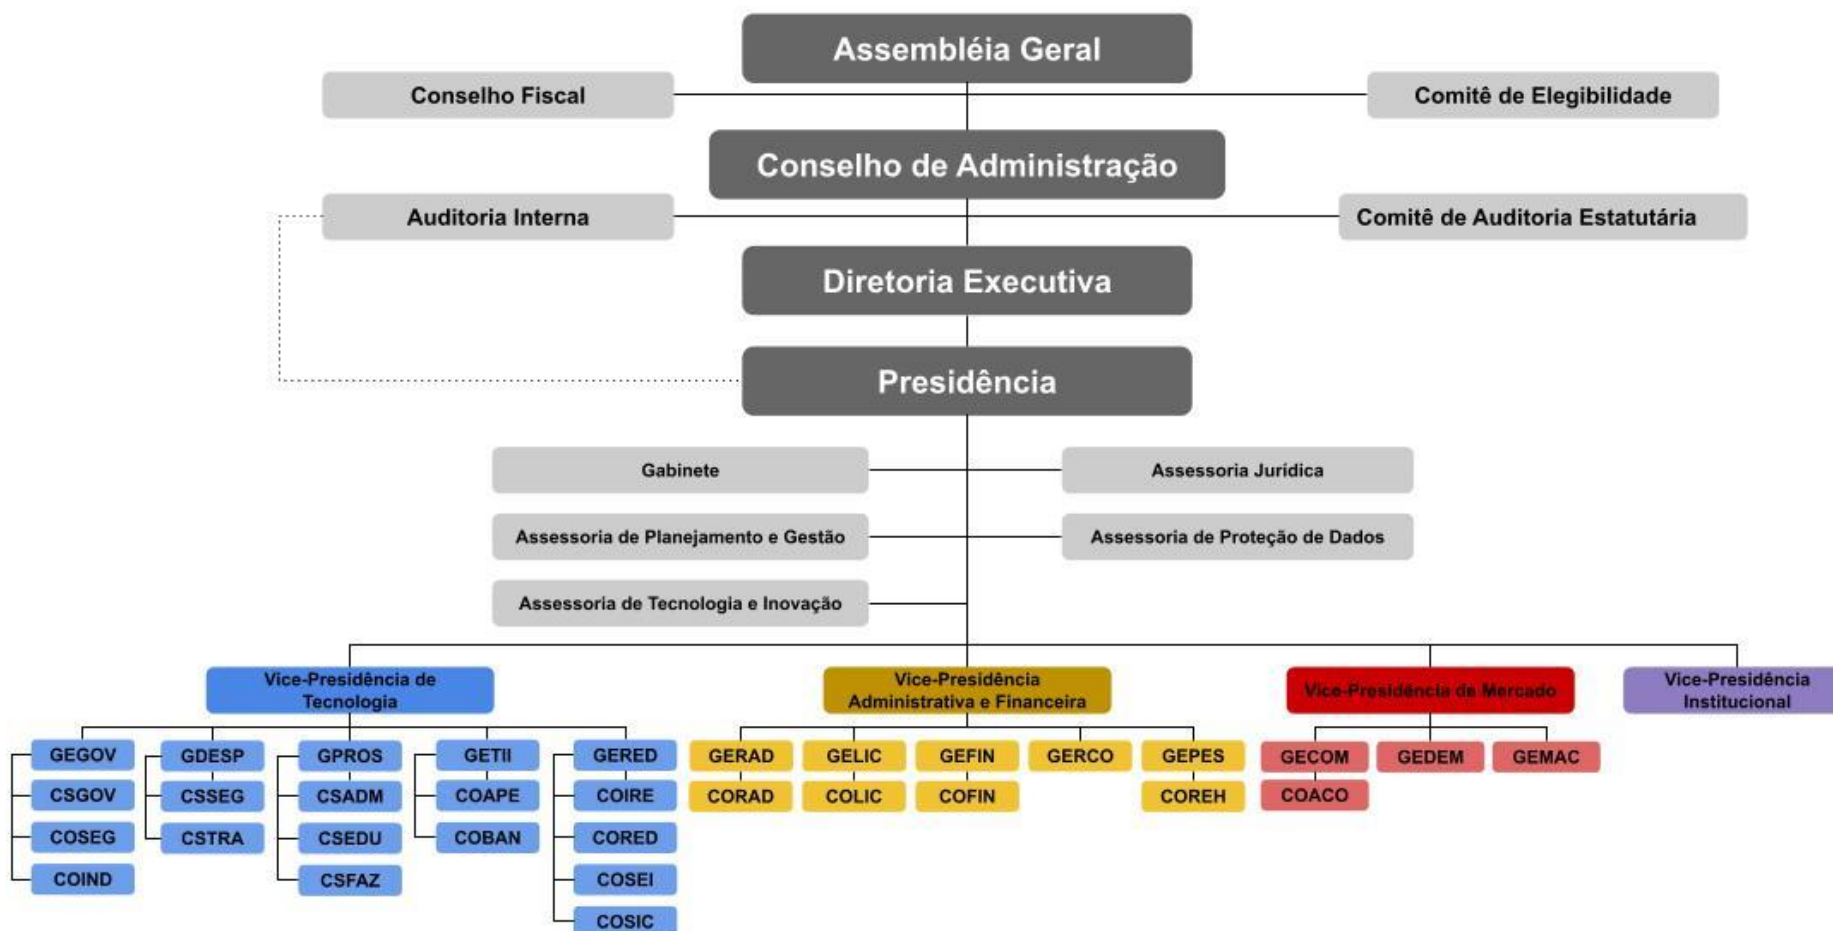 Assembléia Geral
Conselho Fiscal
Comitê de Elegibilidade
Conselho de Administração
Auditoria Interna
Comitê de Auditoria Estatutária
Diretoria Executiva
Presidência
Gabinete
Assessoria Jurídica
Assessoria de Planejamento e Gestão
Assessoria de Proteção de Dados
Assessoria de Tecnologia e Inovação
Vice-Presidência de
Tecnologia
Vice-Presidência
Administrativa e Financeira
Vice-Presidência de Mercado
Vice-Presidência
Institucional
GEGOV
CSGOV
COSEG
COIND
GDESP
CSSEG
CSTRA
GPROS
CSADM
CSEDU
CSFAZ
GETII
COAPE
COBAN
GERED
COIRE
CORED
COSEI
COSIC
GERAD
CORAD
GELIC
COLIC
GEFIN
COFIN
GERCO
GEPES
COREH
GECOM
COACO
GEDEM
GEMAC